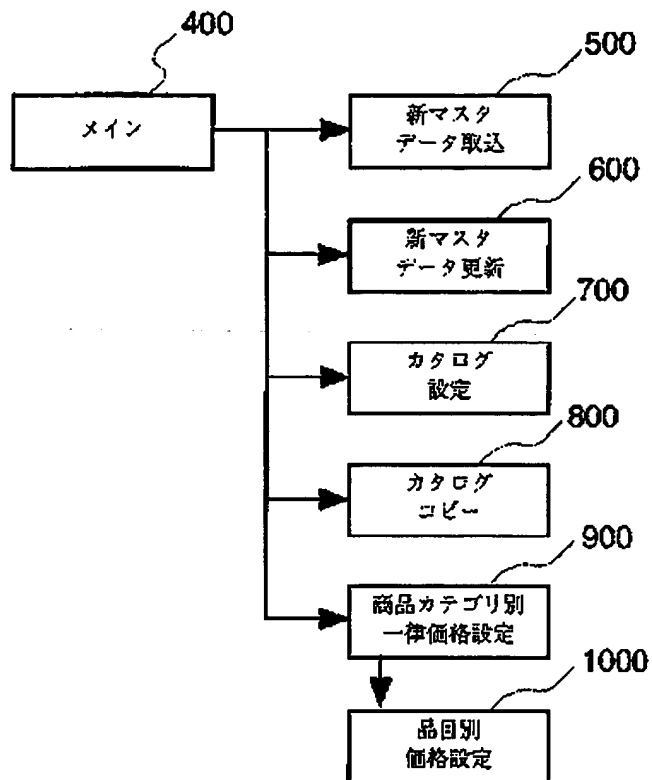 400
メイン
500
新マスタ
データ取込
600
新マスタ
データ更新
700
カタログ
設定
800
カタログ
コピー
900
商品カテゴリ別
一律価格設定
1000
品目別
価格設定